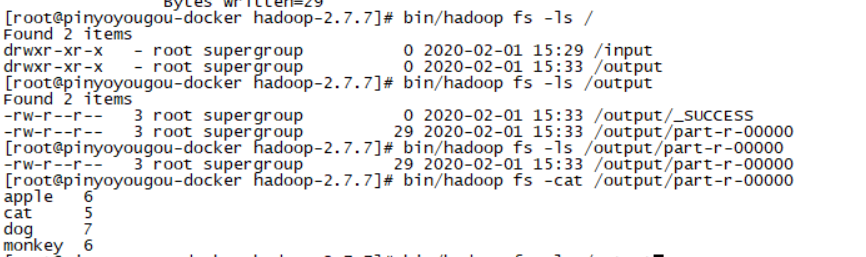 Bytes Written=29
[root@pinyoyougou-docker hadoop-2.7.7]# bin/hadoop fs -ls /
Found 2 items
drwxr-xr-x   - root supergroup          0 2020-02-01 15:29 /input
drwxr-xr-x   - root supergroup          0 2020-02-01 15:33 /output
[root@pinyoyougou-docker hadoop-2.7.7]# bin/hadoop fs -ls /output
Found 2 items
-rw-r--r--   3 root supergroup          0 2020-02-01 15:33 /output/_SUCCESS
-rw-r--r--   3 root supergroup         29 2020-02-01 15:33 /output/part-r-00000
[root@pinyoyougou-docker hadoop-2.7.7]# bin/hadoop fs -ls /output/part-r-00000
-rw-r--r--   3 root supergroup         29 2020-02-01 15:33 /output/part-r-00000
[root@pinyoyougou-docker hadoop-2.7.7]# bin/hadoop fs -cat /output/part-r-00000
apple   6
cat     5
dog     7
monkey  6